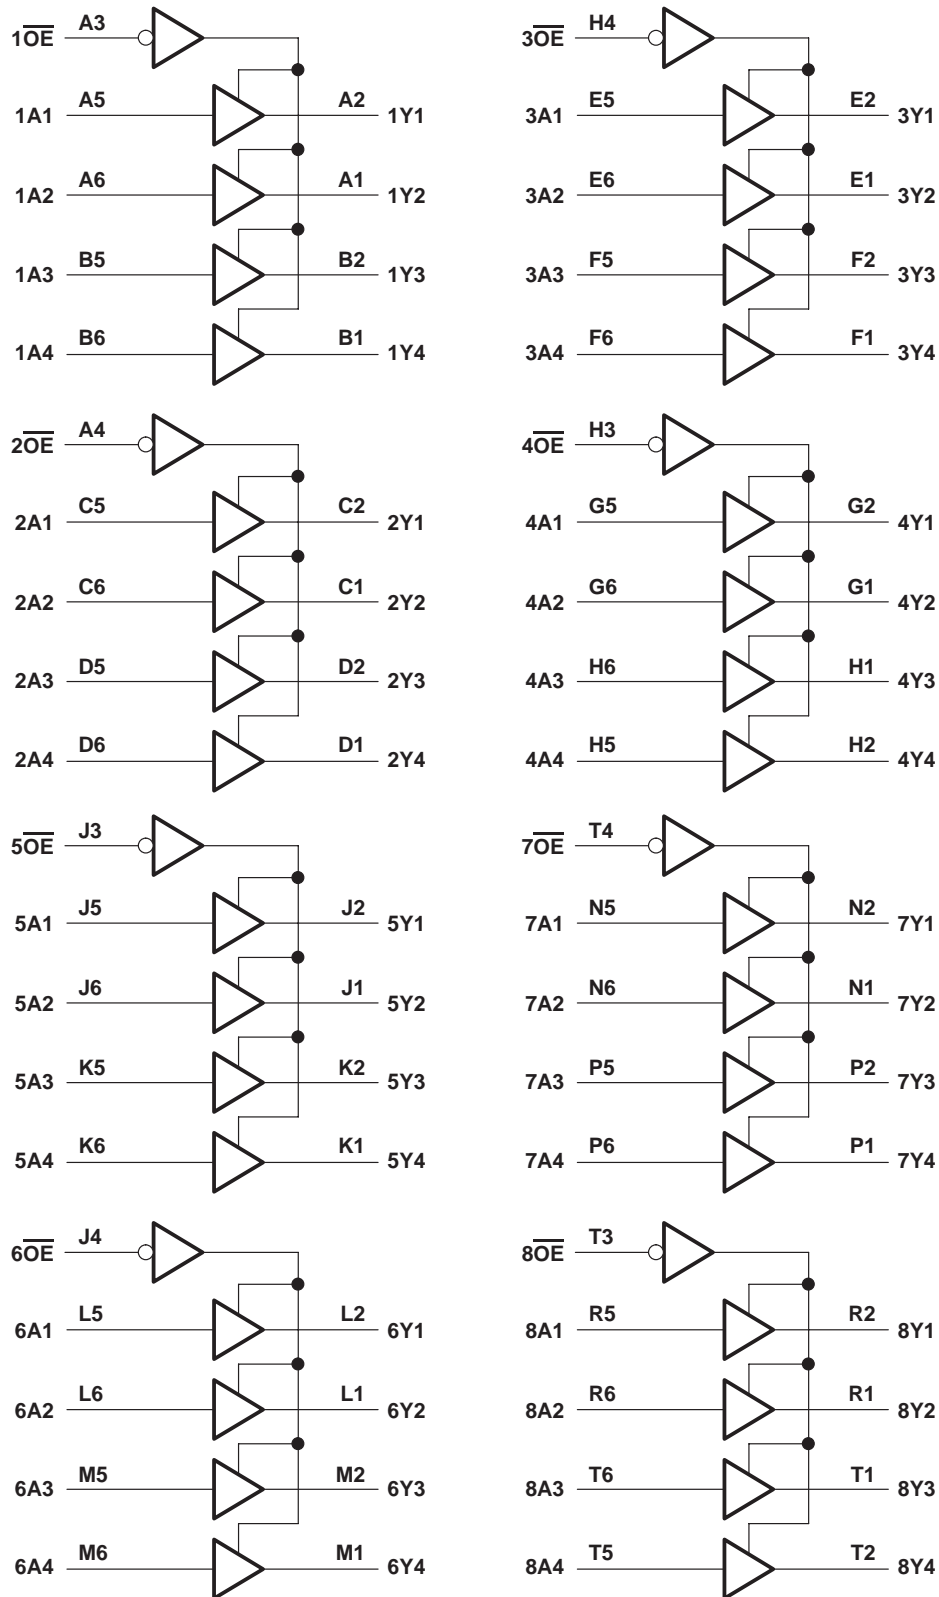 1OE A3
1A1 A5 A2 1Y1
1A2 A6 A1 1Y2
1A3 B5 B2 1Y3
1A4 B6 B1 1Y4
2OE A4
2A1 C5 C2 2Y1
2A2 C6 C1 2Y2
2A3 D5 D2 2Y3
2A4 D6 D1 2Y4
5OE J3
5A1 J5 J2 5Y1
5A2 J6 J1 5Y2
5A3 K5 K2 5Y3
5A4 K6 K1 5Y4
6OE J4
6A1 L5 L2 6Y1
6A2 L6 L1 6Y2
6A3 M5 M2 6Y3
6A4 M6 M1 6Y4
3OE H4
3A1 E5 E2 3Y1
3A2 E6 E1 3Y2
3A3 F5 F2 3Y3
3A4 F6 F1 3Y4
4OE H3
4A1 G5 G2 4Y1
4A2 G6 G1 4Y2
4A3 H6 H1 4Y3
4A4 H5 H2 4Y4
7OE T4
7A1 N5 N2 7Y1
7A2 N6 N1 7Y2
7A3 P5 P2 7Y3
7A4 P6 P1 7Y4
8OE T3
8A1 R5 R2 8Y1
8A2 R6 R1 8Y2
8A3 T6 T1 8Y3
8A4 T5 T2 8Y4